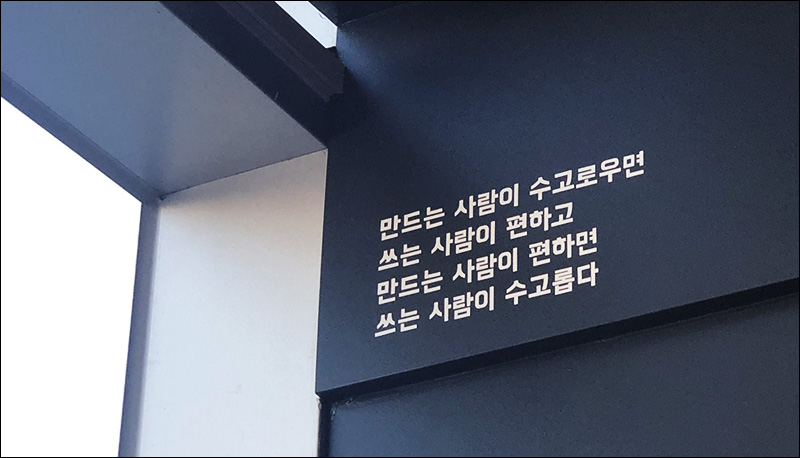 만드는 사람이 수고로우면
쓰는 사람이 편하고
만드는 사람이 편하면
쓰는 사람이 수고롭다